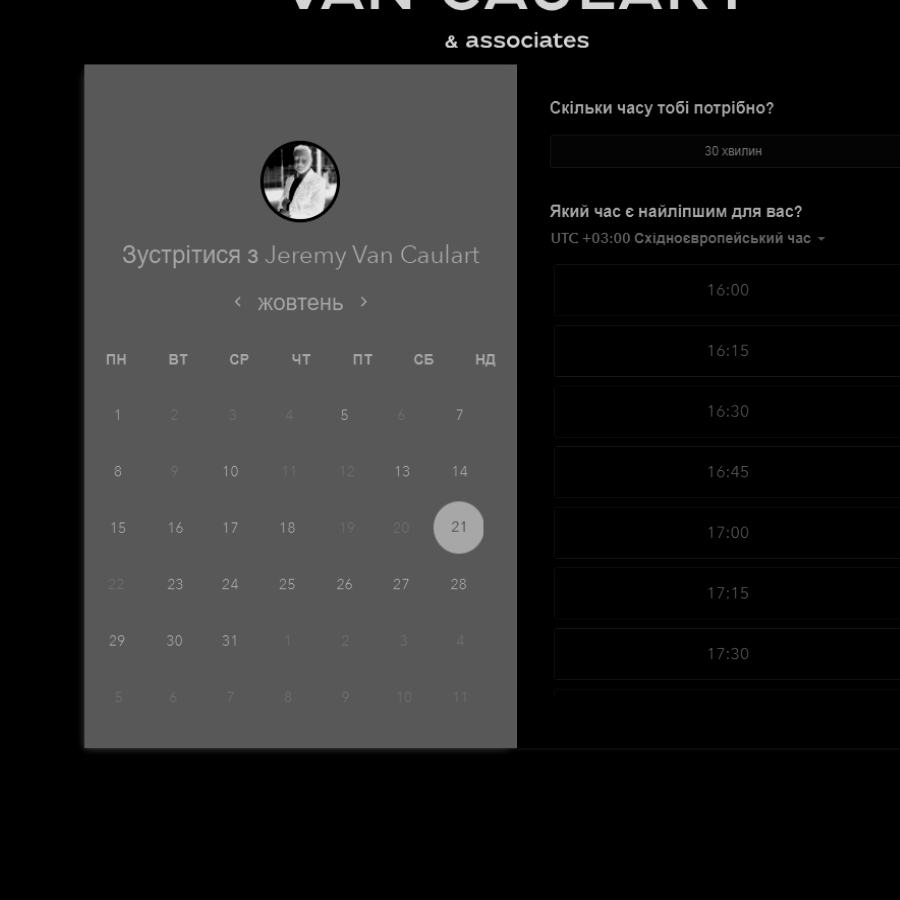 VAN CAULART
& associates
Зустрітися з Jeremy Van Caulart
жовтень
ПН ВТ СР ЧТ ПТ СБ НД
1 2 3 4 5 6 7
8 9 10 11 12 13 14
15 16 17 18 19 20 21
22 23 24 25 26 27 28
29 30 31 1 2 3 4
5 6 7 8 9 10 11
Скільки часу тобі потрібно?
30 хвилин
Який час є найліпшим для вас?
UTC +03:00 Східноєвропейський час
16:00
16:15
16:30
16:45
17:00
17:15
17:30